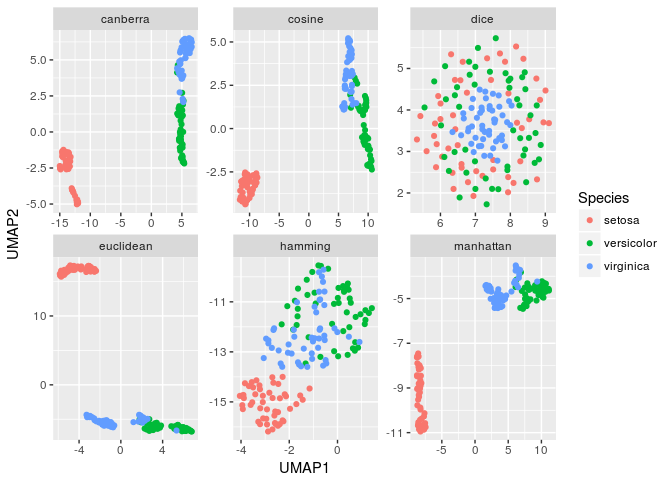 canberra cosine dice
5.0
2.5
0.0
-2.5
-5.0
-15 -10 -5 0 5
5.0
2.5
0.0
-2.5
-10 -5 0 5 10
5
4
3
2
6 7 8 9
euclidean hamming manhattan
10
0
-4 0 4
-11
-13
-15
-4 -2 0
-5
-7
-9
-11
-5 0 5 10
UMAP1
UMAP2
Species
setosa
versicolor
virginica